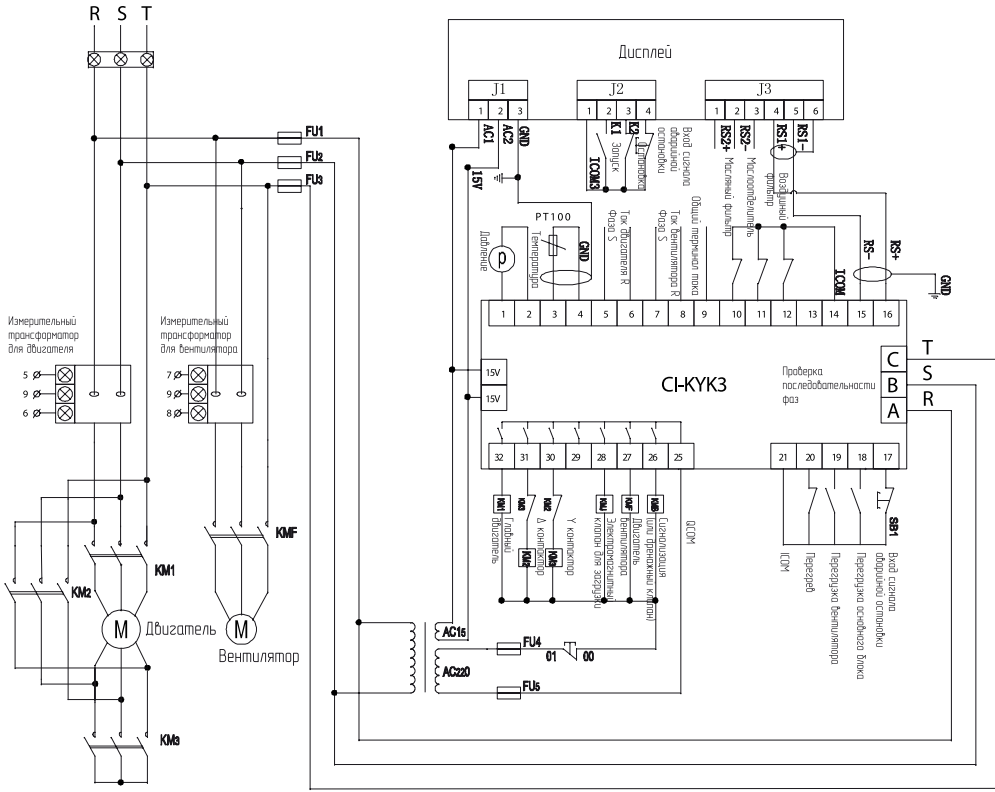 R S T
Дисплей
J1
J2
J3
1 2 3
1 2 3 4
1 2 3 4 5 6
AC1
AC2
GND
K1
K2
Запуск
Остановка
Вход сигнала
аварийной
остановки
ICOM3
RS2+
RS2-
RS1+
RS1-
Масляный фильтр
Маслоотделитель
Воздушный
фильтр
FU1
FU2
FU3
15V
PT100
Давление
P
Температура
GND
Ток двигателя R
Фаза S
Ток вентилятора R
Фаза S
Общий терминал тока
ICOM
RS-
RS+
GND
1 2 3 4 5 6 7 8 9 10 11 12 13 14 15 16
Измерительный
трансформатор
для двигателя
Измерительный
трансформатор
для вентилятора
5
9
6
7
9
8
15V
15V
CI-KYK3
Проверка
последовательности
фаз
C
B
A
T
S
R
32 31 30 29 28 27 26 25
21 20 19 18 17
KM1
KM3
KM2
KM2
KM3
KM4
KMF
KMB
Главный
двигатель
Δ контактор
Y контактор
Электромагнитный
клапан для загрузки
Двигатель
вентилятора
Сигнализация
(или дренажный клапан)
QCOM
ICOM
Перегрев
Перегрузка вентилятора
Перегрузка основного блока
Вход сигнала
аварийной остановки
SB1
KMF
KM1
KM2
M
Двигатель
M
Вентилятор
KM3
AC15
AC220
FU4
01
00
FU5